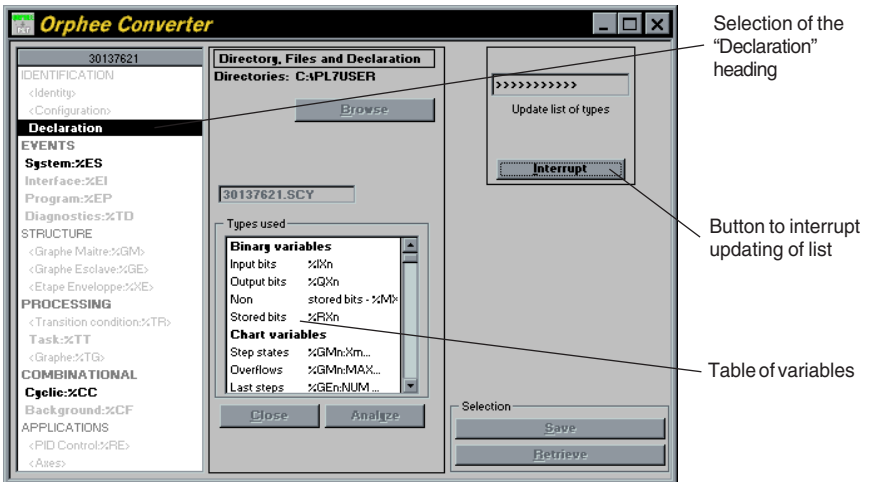 Orphee Converter
30137621
IDENTIFICATION
<Identity>
<Configuration>
Declaration
EVENTS
System:%ES
Interface:%EI
Program:%EP
Diagnostics:%TD
STRUCTURE
<Graphe Maitre:%GM>
<Graphe Esclave:%GE>
<Etape Enveloppe:%XE>
PROCESSING
<Transition condition:%TR>
Task:%TT
<Graphe:%TG>
COMBINATIONAL
Cyclic:%CC
Background:%CF
APPLICATIONS
<PID Control:%RE>
<Axes>
Directory, Files and Declaration
Directories: C:\PL7USER
Browse
30137621.SCY
Types used
Binary variables
Input bits %IXn
Output bits %QXn
Non stored bits - %MX
Stored bits %RXn
Chart variables
Step states %GMn:Xm...
Overflows %GMn:MAX...
Last steps %GEn:NUM ...
Close Analyze
>>>>>>>>>>>
Update list of types
Interrupt
Selection
Save
Retrieve
Selection of the
“Declaration”
heading
Button to interrupt
updating of list
Table of variables